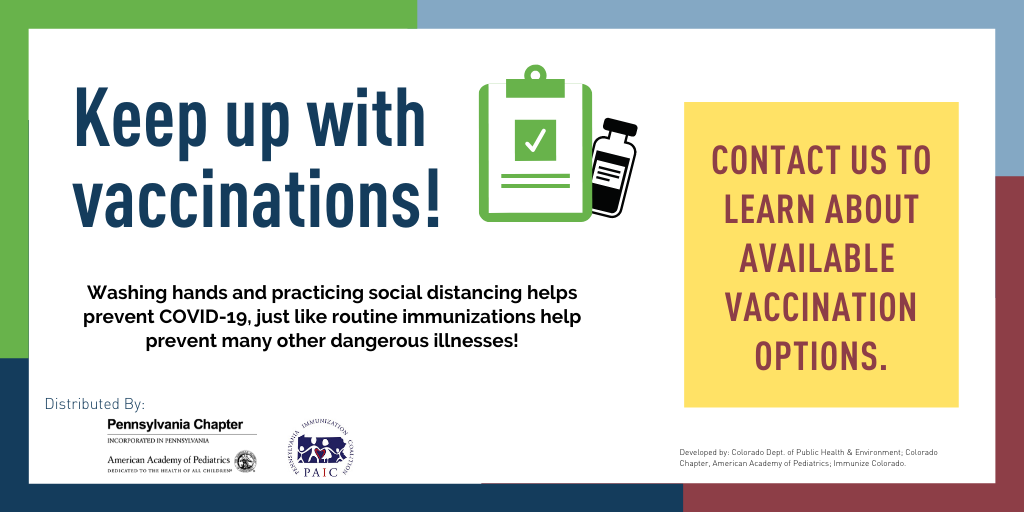 Keep up with
vaccinations!
CONTACT US TO
LEARN ABOUT
AVAILABLE
VACCINATION
OPTIONS.
Washing hands and practicing social distancing helps
prevent COVID-19, just like routine immunizations help
prevent many other dangerous illnesses!
Distributed By:
Pennsylvania Chapter
INCORPORATED IN PENNSYLVANIA
American Academy of Pediatrics
DEDICATED TO THE HEALTH OF ALL CHILDREN®
PENNSYLVANIA IMMUNIZATION COALITION
PAIC
Developed by: Colorado Dept. of Public Health & Environment; Colorado
Chapter, American Academy of Pediatrics; Immunize Colorado.